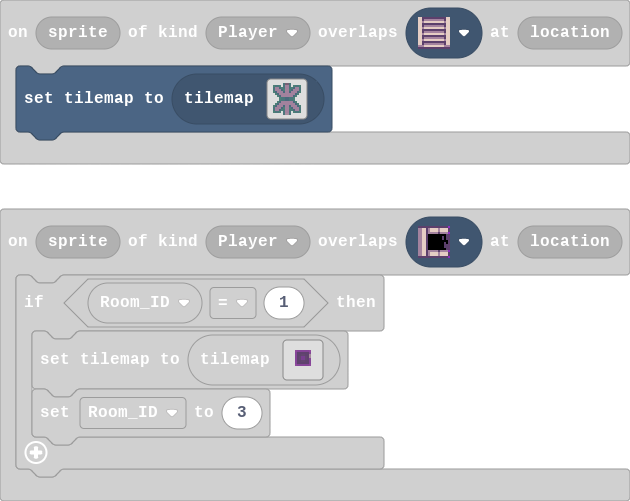 on sprite of kind Player overlaps at location
set tilemap to tilemap
on sprite of kind Player overlaps at location
if Room_ID = 1 then
set tilemap to tilemap
set Room_ID to 3